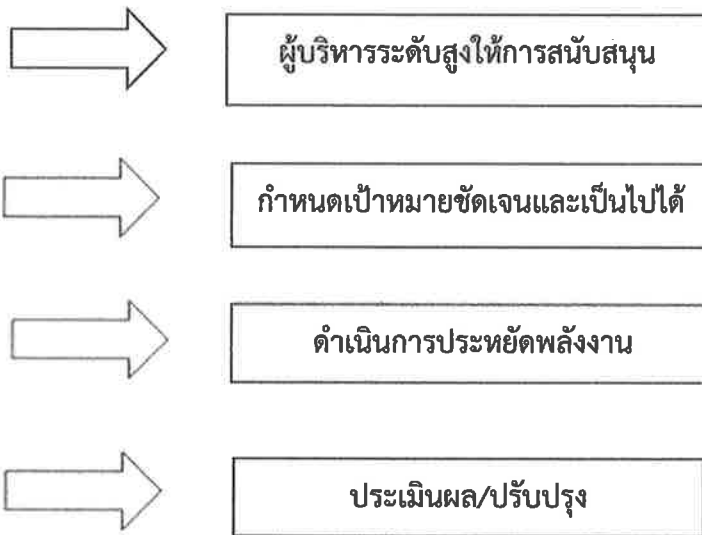 ผู้บริหารระดับสูงให้การสนับสนุน
กำหนดเป้าหมายชัดเจนและเป็นไปได้
ดำเนินการประหยัดพลังงาน
ประเมินผล/ปรับปรุง